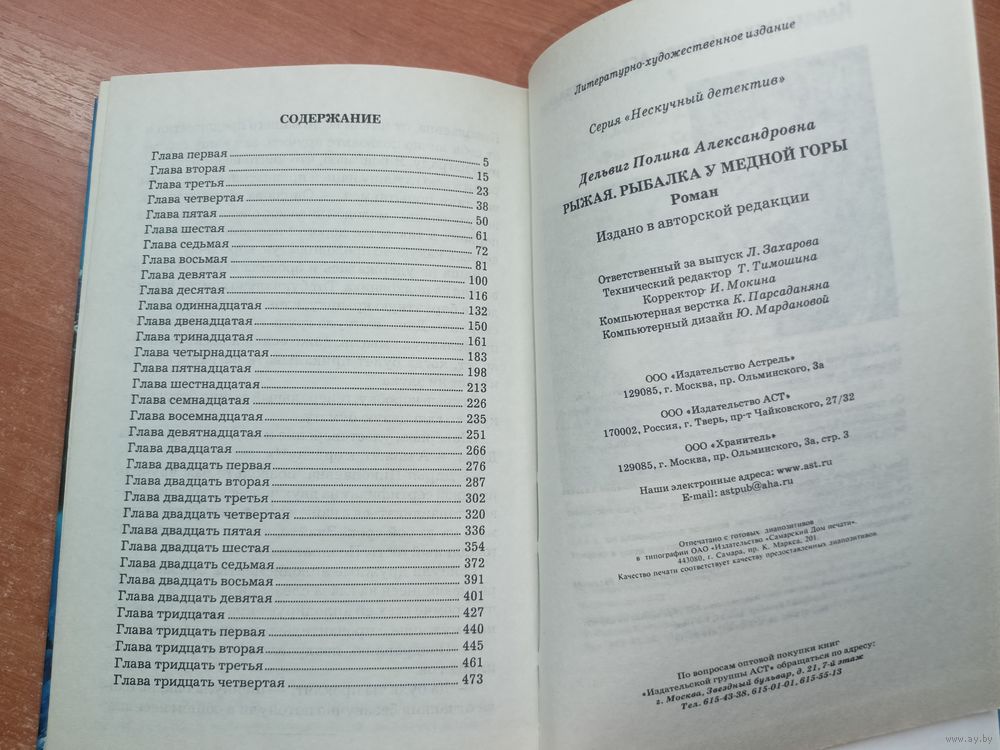 СОДЕРЖАНИЕ
Глава первая 5
Глава вторая 15
Глава третья 23
Глава четвертая 38
Глава пятая 50
Глава шестая 61
Глава седьмая 72
Глава восьмая 81
Глава девятая 100
Глава десятая 116
Глава одиннадцатая 132
Глава двенадцатая 150
Глава тринадцатая 161
Глава четырнадцатая 183
Глава пятнадцатая 198
Глава шестнадцатая 213
Глава семнадцатая 226
Глава восемнадцатая 235
Глава девятнадцатая 251
Глава двадцатая 266
Глава двадцать первая 276
Глава двадцать вторая 287
Глава двадцать третья 302
Глава двадцать четвертая 320
Глава двадцать пятая 336
Глава двадцать шестая 354
Глава двадцать седьмая 372
Глава двадцать восьмая 391
Глава двадцать девятая 401
Глава тридцатая 427
Глава тридцать первая 440
Глава тридцать вторая 445
Глава тридцать третья 461
Глава тридцать четвертая 473
Литературно-художественное издание
Серия «Нескучный детектив»
Дельвиг Полина Александровна
РЫЖАЯ. РЫБАЛКА У МЕДНОЙ ГОРЫ
Роман
Издано в авторской редакции
Ответственный за выпуск Л. Захарова
Технический редактор Т. Тимошина
Корректор И. Мокина
Компьютерная верстка К. Парсаданяна
Компьютерный дизайн Ю. Мардановой
ООО «Издательство Астрель»
129085, г. Москва, пр. Ольминского, 3а
ООО «Издательство АСТ»
170002, Россия, г. Тверь, пр-т Чайковского, 27/32
ООО «Хранитель»
129085, г. Москва, пр. Ольминского, 3а, стр. 3
Наши электронные адреса: www.ast.ru
E-mail: astpub@aha.ru
Отпечатано с готовых диапозитивов
в типографии ОАО «Издательство «Самарский Дом печати».
443080, г. Самара, пр. К. Маркса, 201.
Качество печати соответствует качеству предоставленных диапозитивов
По вопросам оптовой покупки книг
«Издательской группы АСТ» обращаться по адресу:
г. Москва, Звездный бульвар, д. 21, 7-й этаж
Тел. 615-43-38, 615-01-01, 615-55-13
www.ay.by